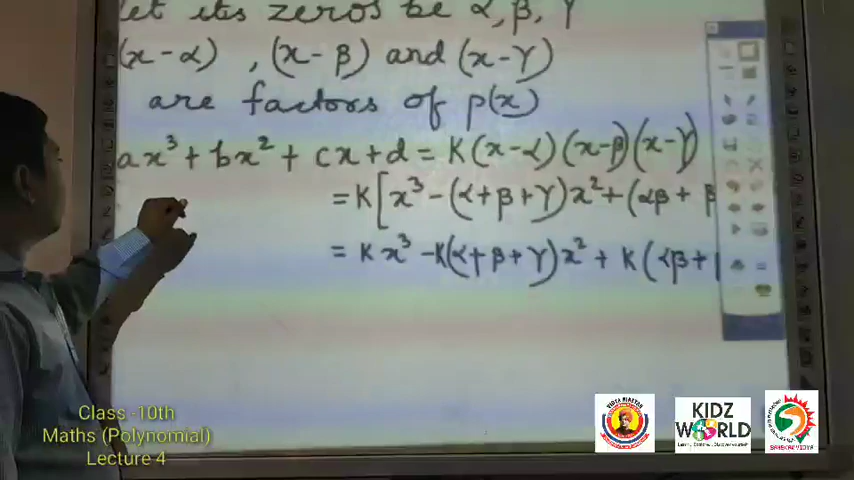 let its zeros be α, β, γ
(x-α) , (x-β) and (x-γ)
are factors of p(x)
ax³ + bx² + cx + d = K(x-α)(x-β)(x-γ)
= K[x³ - (α+β+γ)x² + (αβ + β
= Kx³ - K(α+β+γ)x² + K(αβ +
Class -10th
Maths (Polynomial)
Lecture 4
KIDZ
WORLD